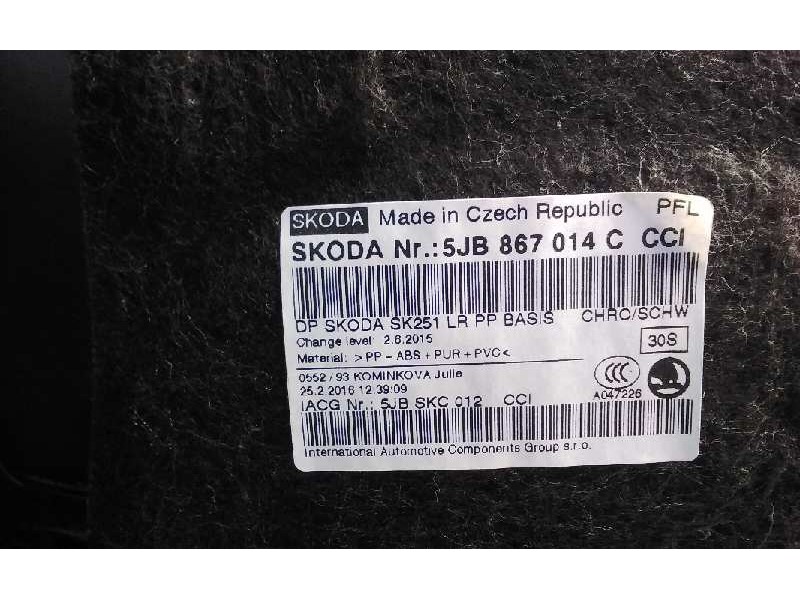 SKODA Made in Czech Republic PFL
SKODA Nr.: 5JB 867 014 C CCI
DP SKODA SK251 LR PP BASIS CHRO/SCHW
Change level: 2.6.2015
Material: >PP-ABS+PUR+PVC<
30S
0552/93 KOMINKOVA Julie
25.2.2016 12:39:09
CCC
A047226
IACG Nr.: 5JB SKC 012 CCI
International Automotive Components Group s.r.o.